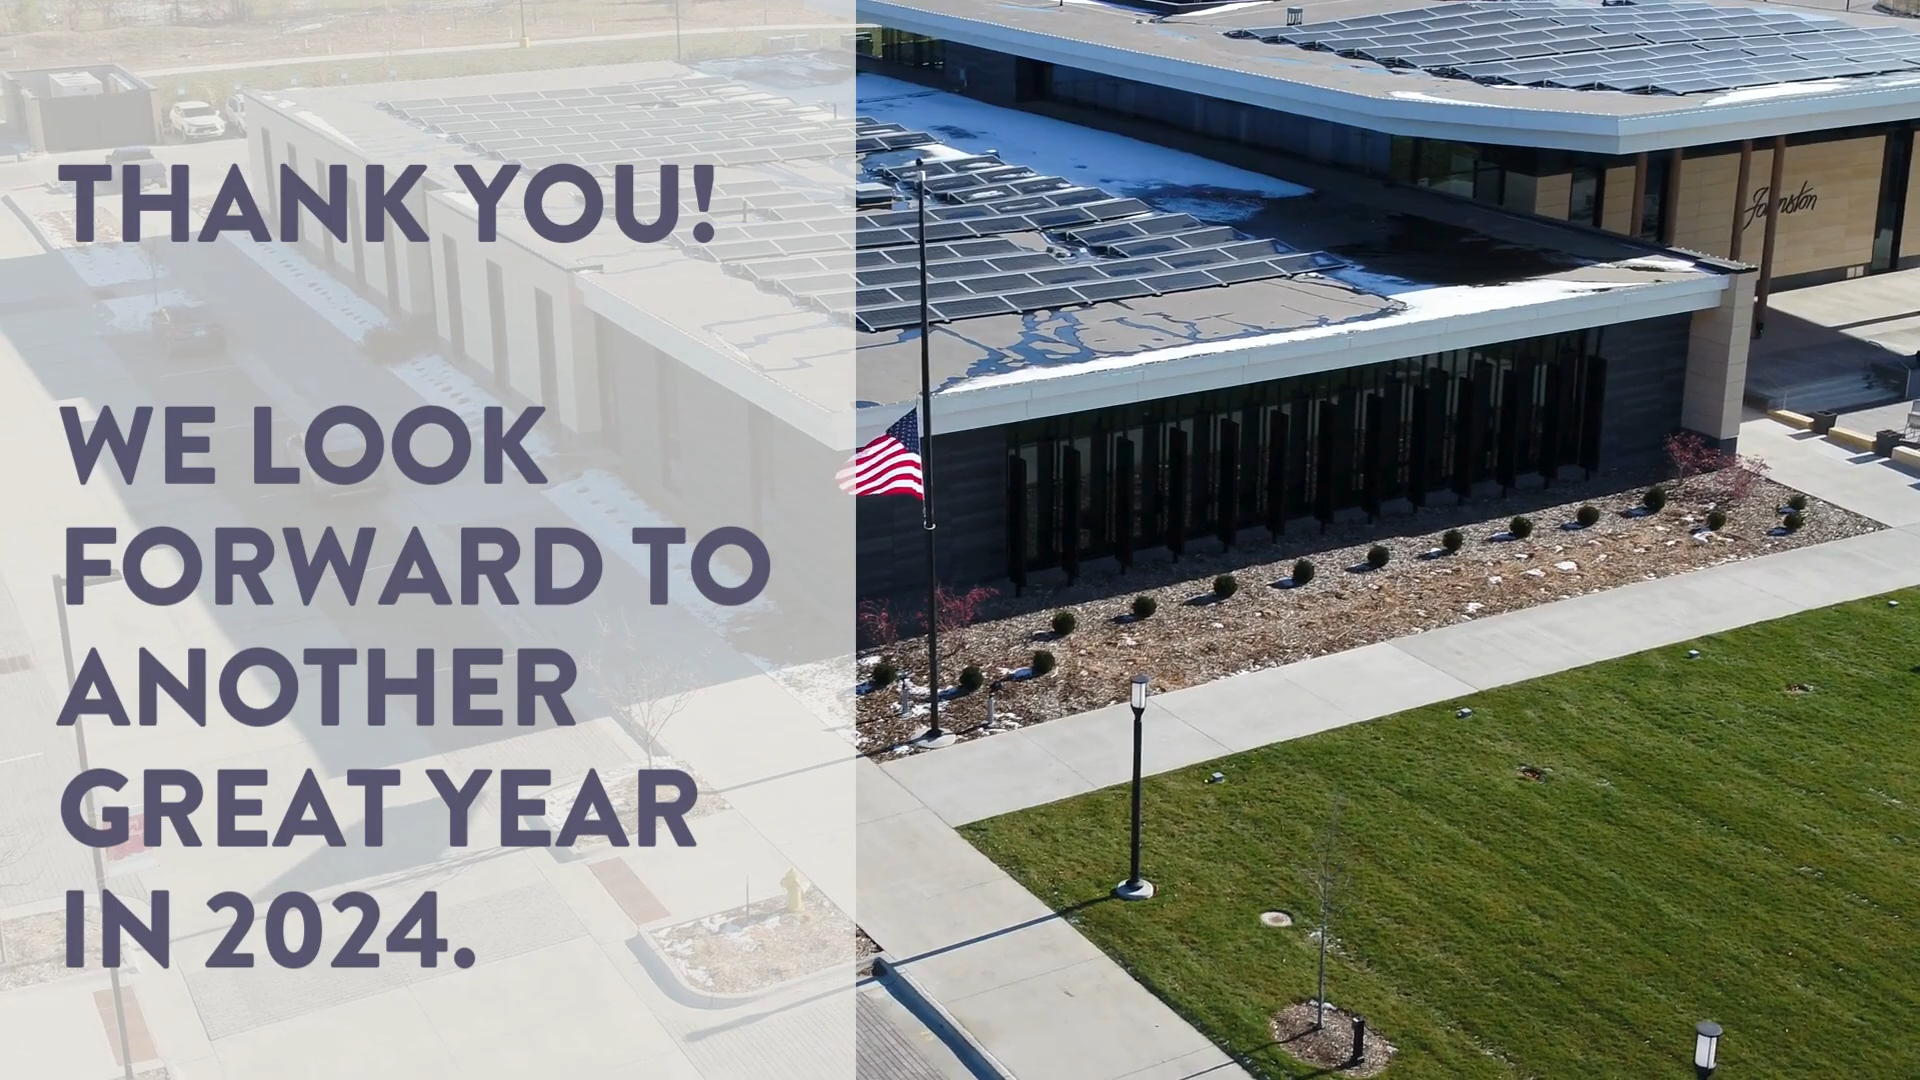 THANK YOU!
WE LOOK
FORWARD TO
ANOTHER
GREAT YEAR
IN 2024.
Johnston